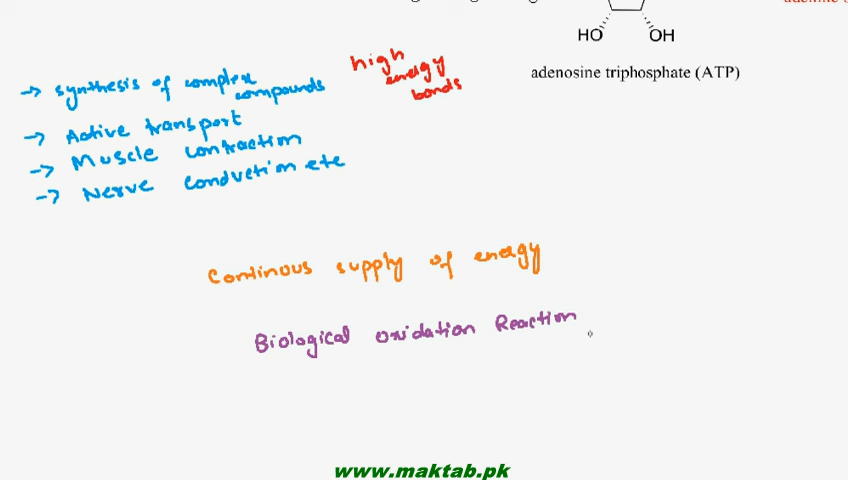 HO OH
adenosine triphosphate (ATP)
high
energy
bonds
→ synthesis of complex
compounds
→ Active transport
→ Muscle contraction
→ Nerve conduction etc
Continous supply of energy
Biological oxidation Reaction
www.maktab.pk